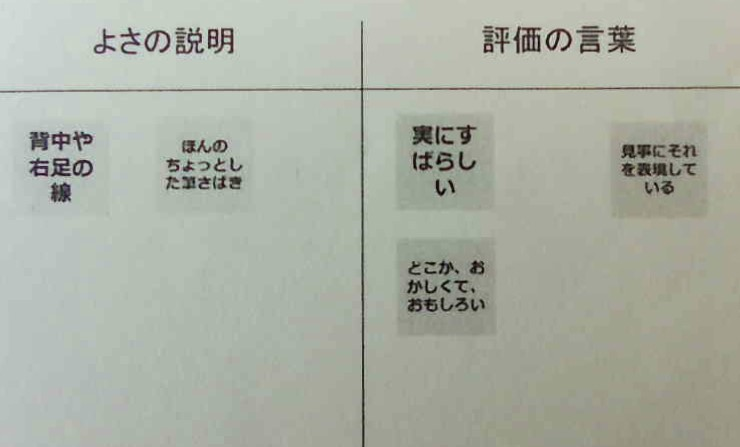 よさの説明
評価の言葉
背中や
右足の
線
ほんの
ちょっとし
た筆さばき
実にす
ばらし
い
見事にそれ
を表現して
いる
どこか、お
かしくて、
おもしろい